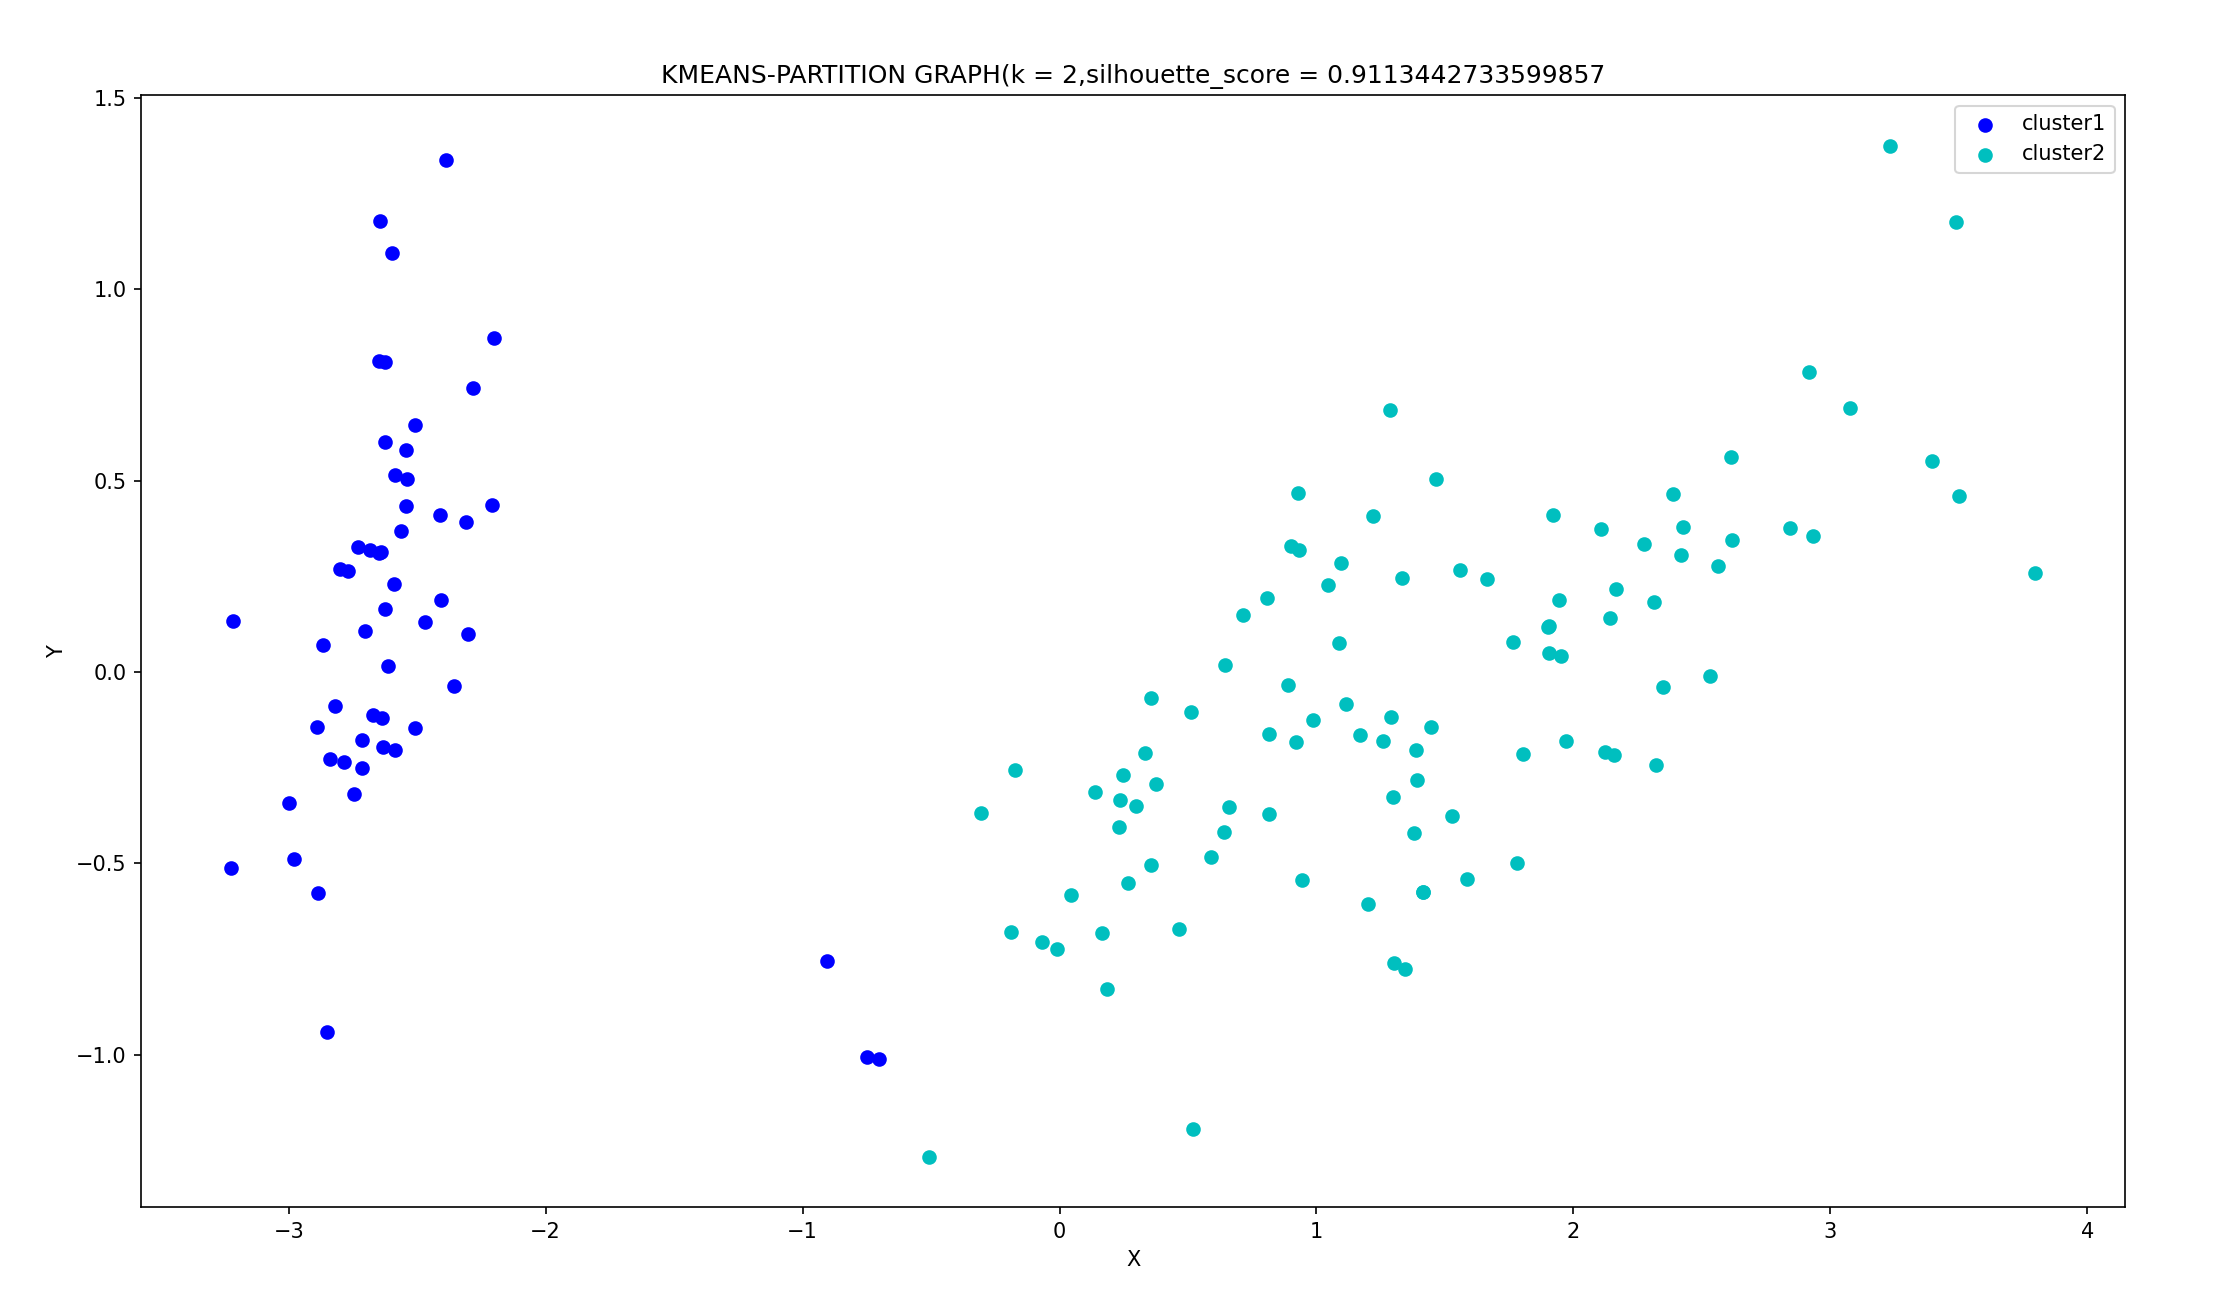 KMEANS-PARTITION GRAPH(k = 2,silhouette_score = 0.9113442733599857
cluster1
cluster2
1.5
1.0
0.5
0.0
−0.5
−1.0
Y
−3
−2
−1
0
1
2
3
4
X